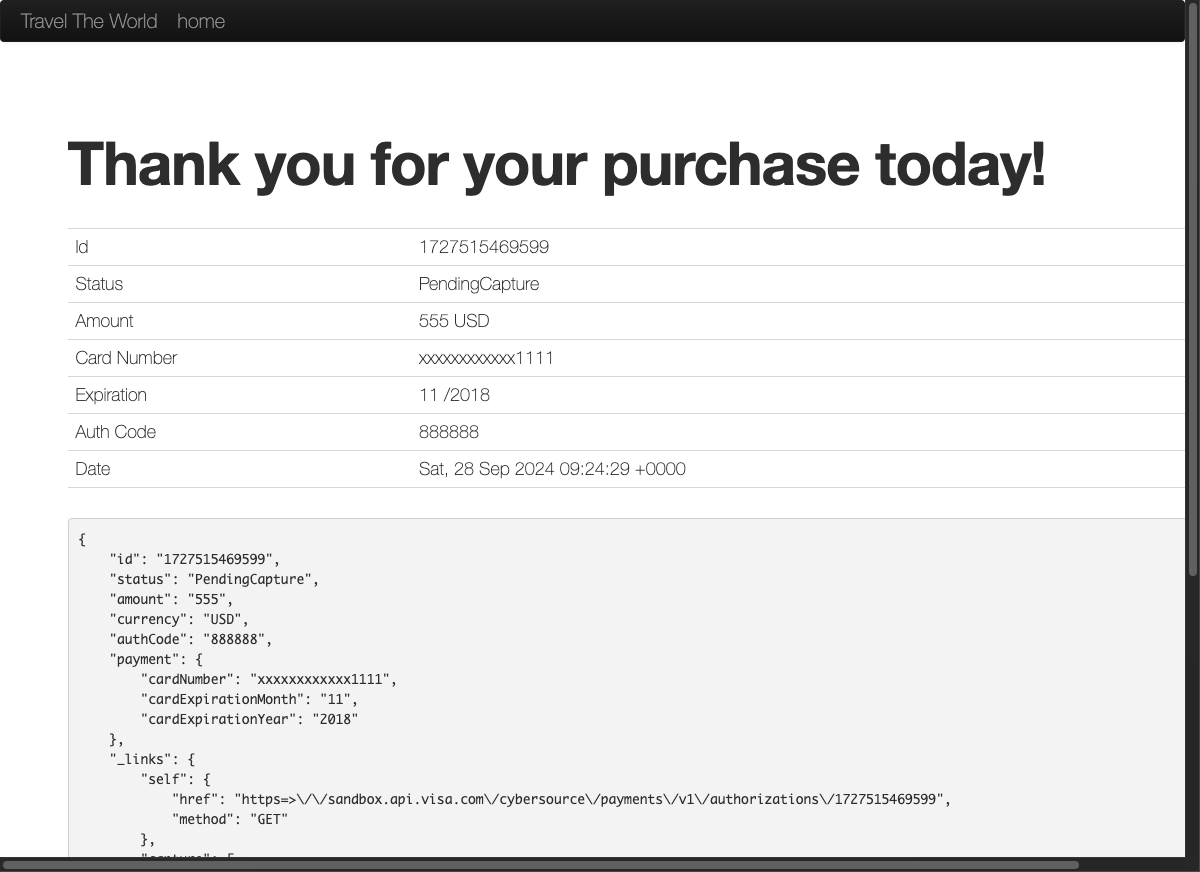 Travel The World home
Thank you for your purchase today!
Id 1727515469599
Status PendingCapture
Amount 555 USD
Card Number xxxxxxxxxxxx1111
Expiration 11 /2018
Auth Code 888888
Date Sat, 28 Sep 2024 09:24:29 +0000
{
    "id": "1727515469599",
    "status": "PendingCapture",
    "amount": "555",
    "currency": "USD",
    "authCode": "888888",
    "payment": {
        "cardNumber": "xxxxxxxxxxxx1111",
        "cardExpirationMonth": "11",
        "cardExpirationYear": "2018"
    },
    "_links": {
        "self": {
            "href": "https=>\/\/sandbox.api.visa.com\/cybersource\/payments\/v1\/authorizations\/1727515469599",
            "method": "GET"
        },